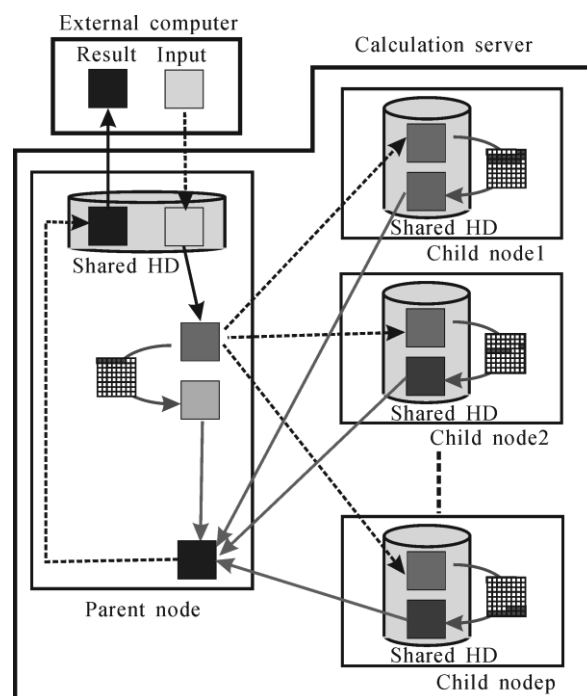 External computer
Result Input
Calculation server
Shared HD
Child node1
Shared HD
Shared HD
Child node2
Parent node
Shared HD
Child nodep